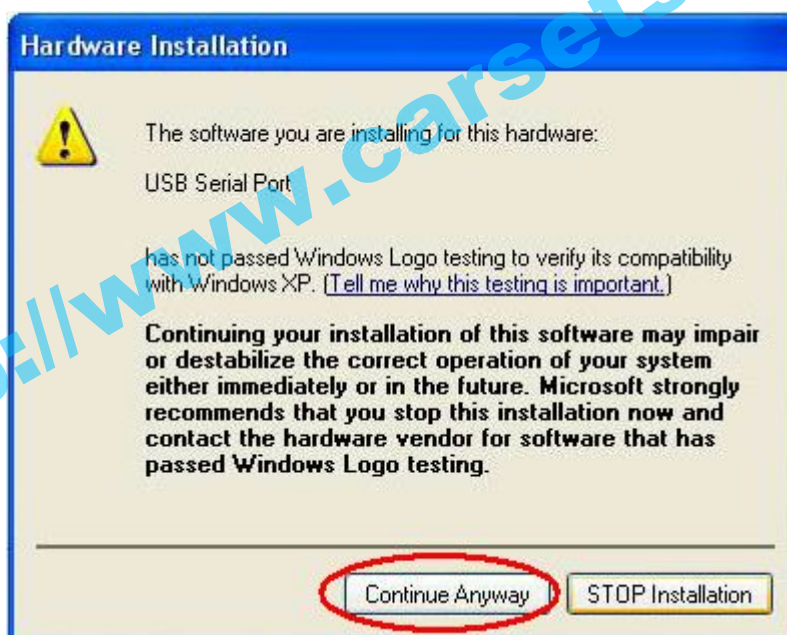 Hardware Installation
The software you are installing for this hardware:
USB Serial Port
has not passed Windows Logo testing to verify its compatibility
with Windows XP. (Tell me why this testing is important.)
Continuing your installation of this software may impair
or destabilize the correct operation of your system
either immediately or in the future. Microsoft strongly
recommends that you stop this installation now and
contact the hardware vendor for software that has
passed Windows Logo testing.
Continue Anyway
STOP Installation
://www.carsets